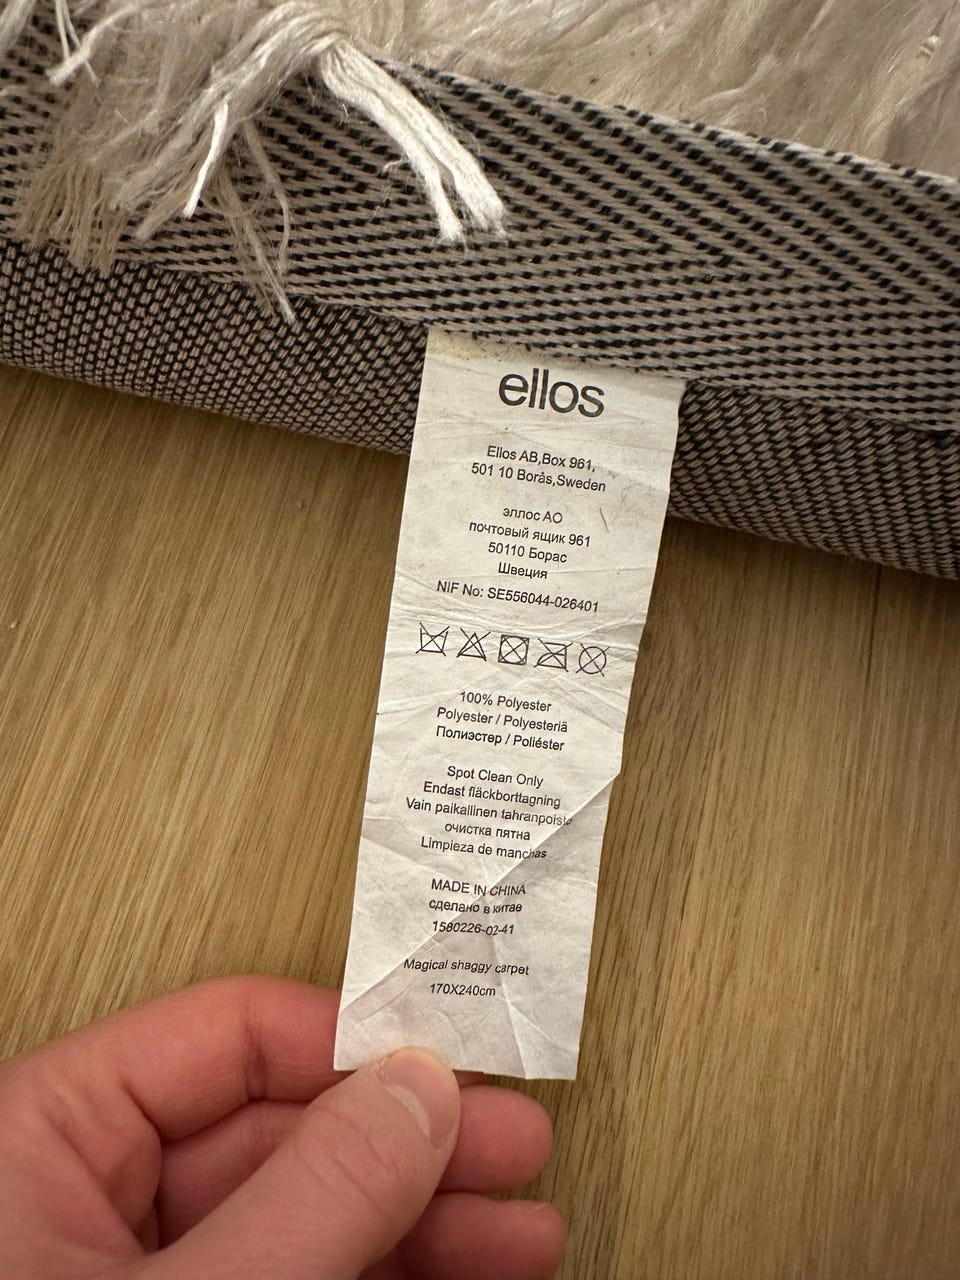 ellos
Ellos AB,Box 961,
501 10 Borås,Sweden
эллос АО
почтовый ящик 961
50110 Борас
Швеция
NIF No: SE556044-026401
100% Polyester
Polyester / Polyesteriä
Полиэстер / Poliéster
Spot Clean Only
Endast fläckborttagning
Vain paikallinen tahranpoisto
очистка пятна
Limpieza de manchas
MADE IN CHINA
сделано в китае
1580226-02-41
Magical shaggy carpet
170X240cm